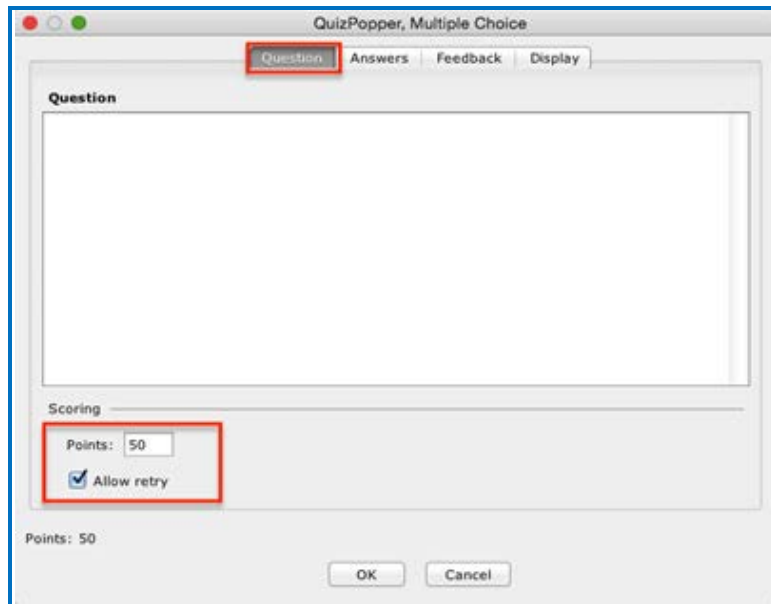 QuizPopper, Multiple Choice
Question Answers Feedback Display
Question
Scoring
Points: 50
Allow retry
Points: 50
OK Cancel